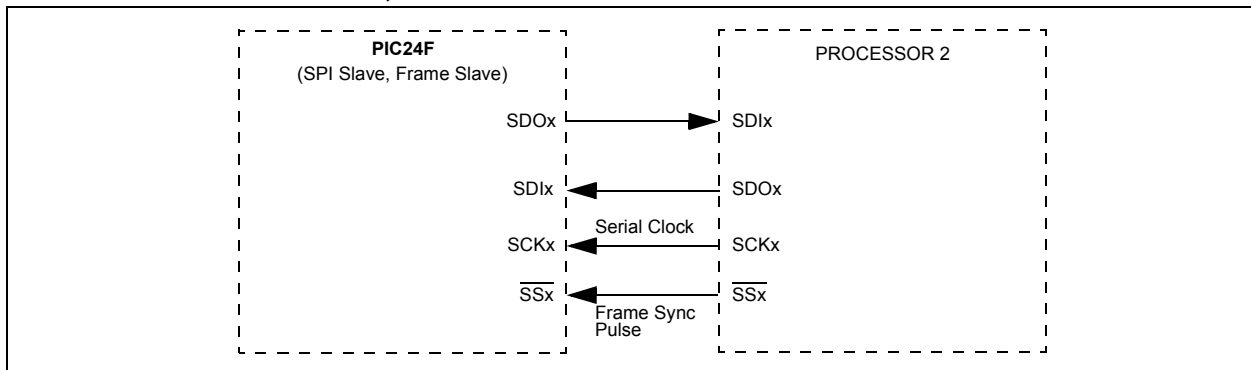 PIC24F
(SPI Slave, Frame Slave)
PROCESSOR 2
SDOx
SDIx
SDIx
SDOx
Serial Clock
SCKx
SCKx
SSx
SSx
Frame Sync
Pulse